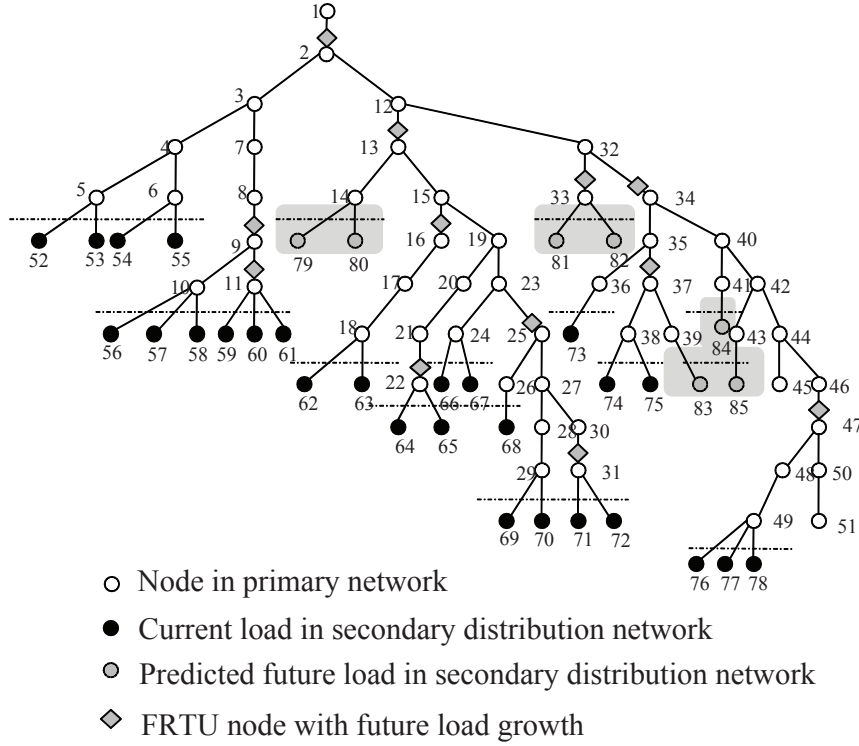 1
2
3 12
4 7 13 32
5 6 8 14 15 33 34
52 53 54 55 9 79 80 16 19 81 82 35 40
10 11 17 20 23 36 37 41 42
56 57 58 59 60 61 18 21 24 25 73 38 39 84 43 44
62 63 22 66 67 26 27 74 75 83 85 45 46
64 65 68 28 30 47
29 31 48 50
69 70 71 72 49 51
76 77 78
Node in primary network
Current load in secondary distribution network
Predicted future load in secondary distribution network
FRTU node with future load growth